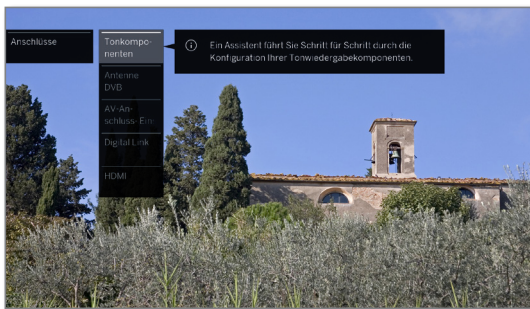 Anschlüsse
Tonkompo-
nenten
Ein Assistent führt Sie Schritt für Schritt durch die
Konfiguration Ihrer Tonwiedergabekomponenten.
Antenne
DVB
AV-An-
schluss- Ein-
Digital Link
HDMI